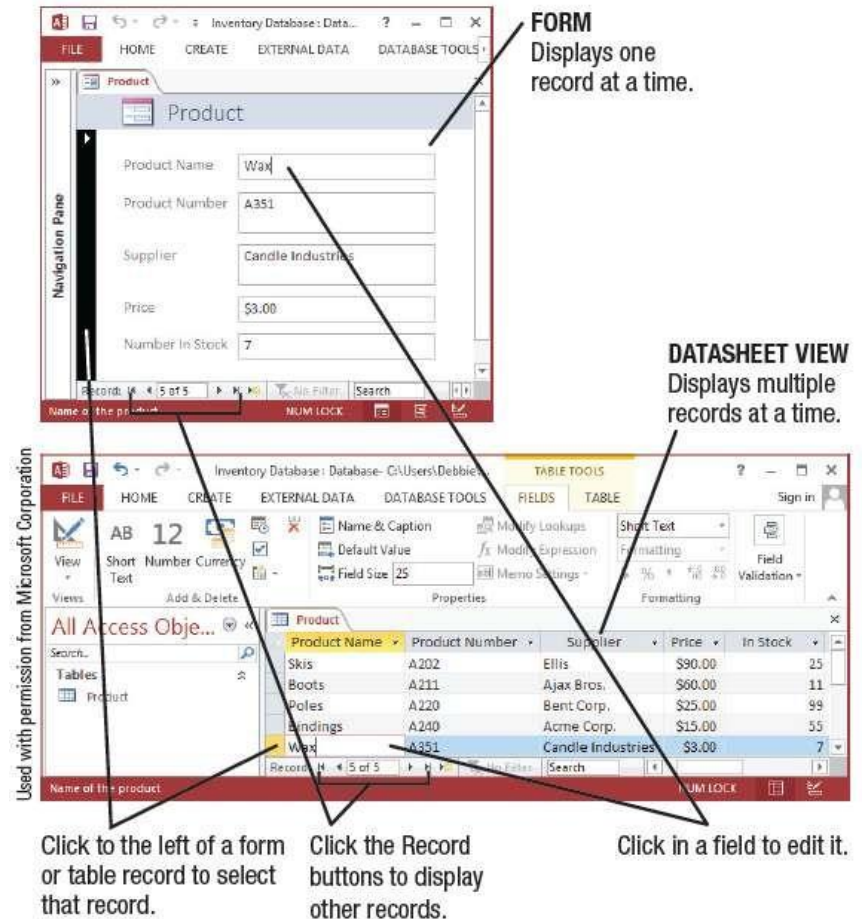 Inventory Database : Data... ?
FILE HOME CREATE EXTERNAL DATA DATABASE TOOLS
Product
Product
Navigation Pane
Product Name Wax
Product Number A351
Supplier Candle Industries
Price $3.00
Number In Stock 7
Record: 5 of 5 No Filter Search
Name of the product NUM LOCK
FORM
Displays one
record at a time.
DATASHEET VIEW
Displays multiple
records at a time.
Used with permission from Microsoft Corporation
Inventory Database : Database- C:\Users\Debbie\ TABLE TOOLS ?
FILE HOME CREATE EXTERNAL DATA DATABASE TOOLS FIELDS TABLE Sign in
View
Views
AB Short Text
12 Number
Currency
Add & Delete
Name & Caption
Default Value
Field Size 25
Modify Lookups
Modify Expression
Memo Settings
Properties
Short Text
Formatting
%
Formatting
Field
Validation
All Access Obje...
Search..
Tables
Product
Product
Product Name Product Number Supplier Price In Stock
Skis A202 Ellis $90.00 25
Boots A211 Ajax Bros. $60.00 11
Poles A220 Bent Corp. $25.00 99
Bindings A240 Acme Corp. $15.00 55
Wax A351 Candle Industries $3.00 7
Record: 5 of 5 No Filter Search
Name of the product NUM LOCK
Click to the left of a form
or table record to select
that record.
Click the Record
buttons to display
other records.
Click in a field to edit it.